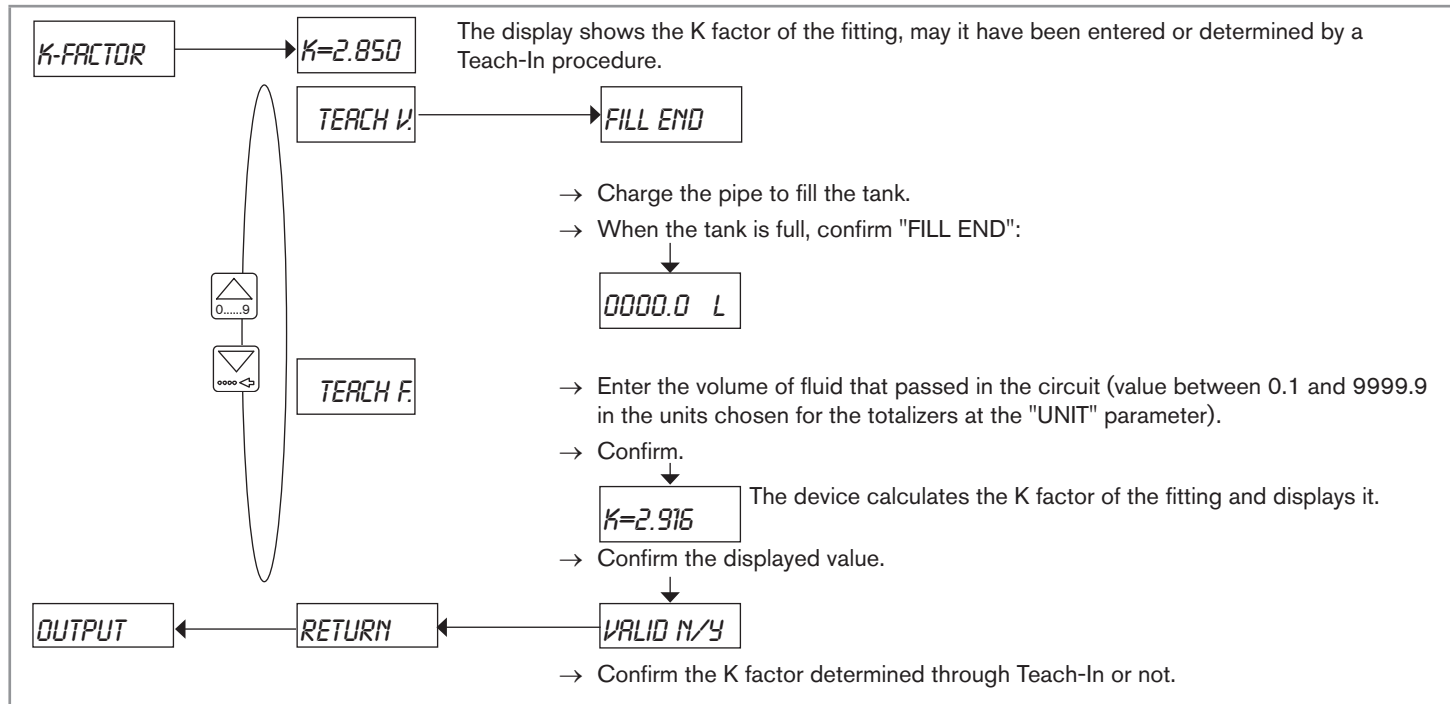 K-FACTOR
K=2.850
The display shows the K factor of the fitting, may it have been entered or determined by a
Teach-In procedure.
TEACH V.
FILL END
→ Charge the pipe to fill the tank.
→ When the tank is full, confirm "FILL END":
0000.0 L
0......9
TEACH F.
→ Enter the volume of fluid that passed in the circuit (value between 0.1 and 9999.9
in the units chosen for the totalizers at the "UNIT" parameter).
→ Confirm.
K=2.916
The device calculates the K factor of the fitting and displays it.
→ Confirm the displayed value.
OUTPUT
RETURN
VALID N/Y
→ Confirm the K factor determined through Teach-In or not.